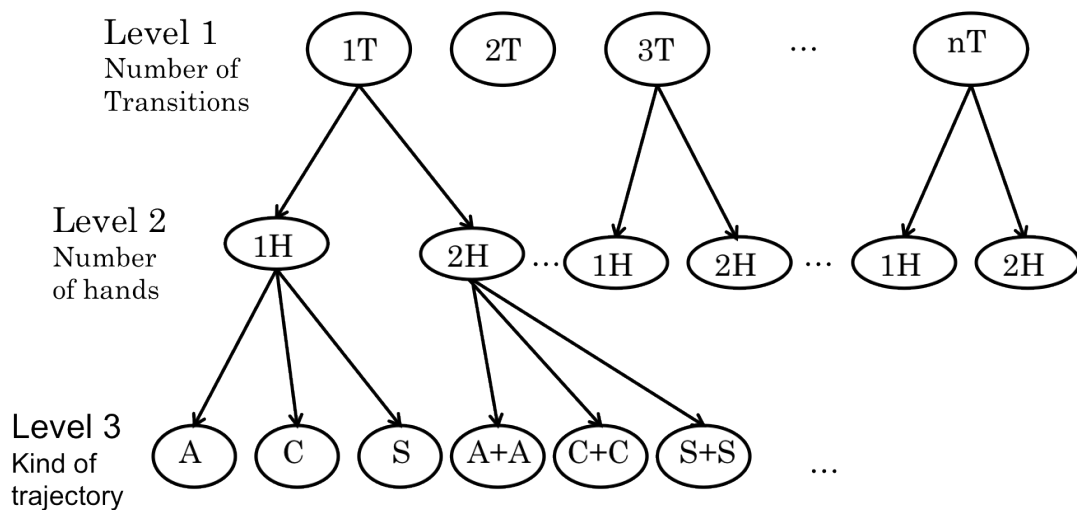 Level 1
Number of
Transitions
1T 2T 3T ... nT
Level 2
Number
of hands
1H 2H ... 1H 2H ... 1H 2H
Level 3
Kind of
trajectory
A C S A+A C+C S+S ...